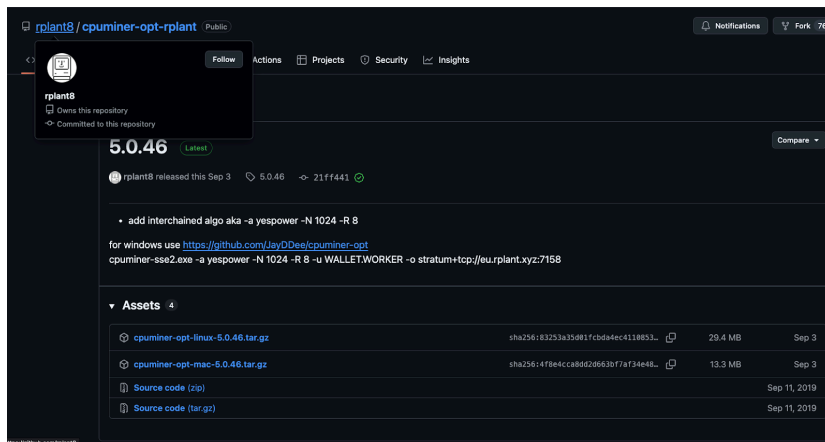 rplant8 / cpuminer-opt-rplant Public
Notifications
Fork 76
Follow
Actions
Projects
Security
Insights
rplant8
Owns this repository
Committed to this repository
5.0.46 Latest
Compare
rplant8 released this Sep 3 5.0.46 21ff441
• add interchained algo aka -a yespower -N 1024 -R 8
for windows use https://github.com/JayDDee/cpuminer-opt
cpuminer-sse2.exe -a yespower -N 1024 -R 8 -u WALLET.WORKER -o stratum+tcp://eu.rplant.xyz:7158
Assets 4
cpuminer-opt-linux-5.0.46.tar.gz sha256:83253a35d01fcbda4ec4110853… 29.4 MB Sep 3
cpuminer-opt-mac-5.0.46.tar.gz sha256:4f8e4cca8dd2d663bf7af34e48… 13.3 MB Sep 3
Source code (zip) Sep 11, 2019
Source code (tar.gz) Sep 11, 2019